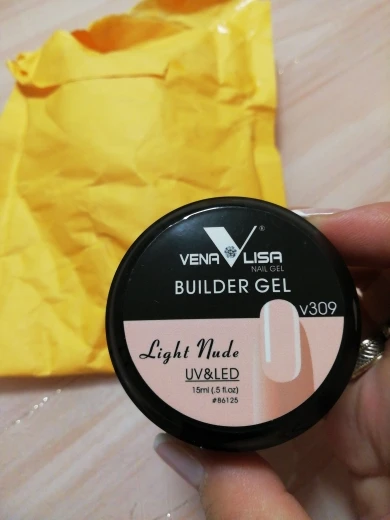 VENA LISA®
NAIL GEL
BUILDER GEL
v309
Light Nude
UV&LED
15ml (.5 fl.oz)
#86125